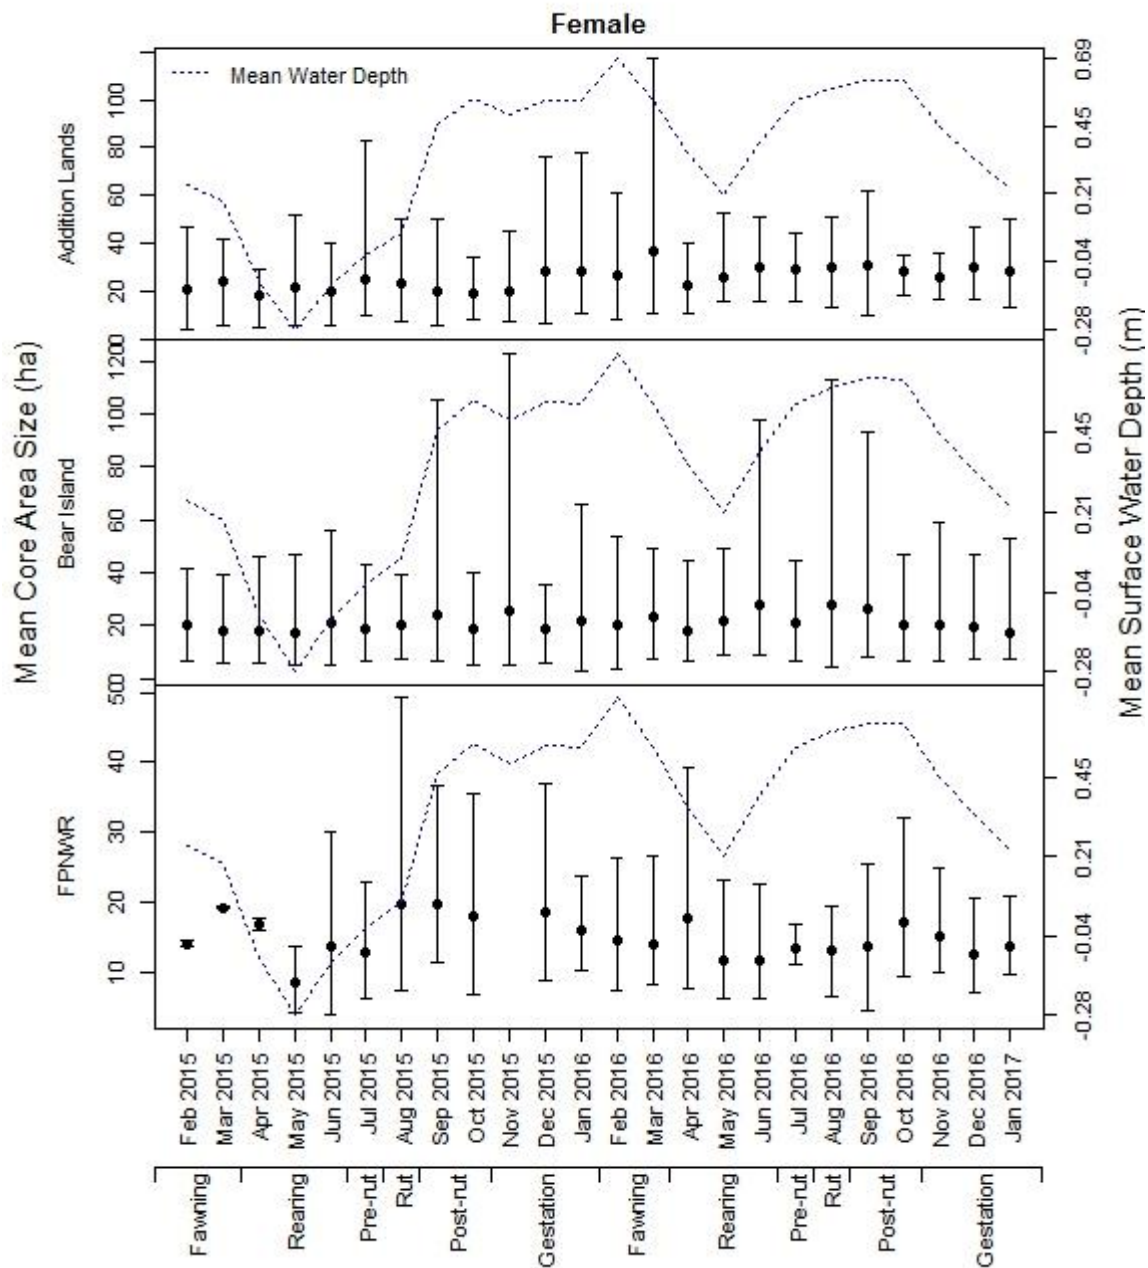 Female
Mean Water Depth
Mean Core Area Size (ha)
Mean Surface Water Depth (m)
Addition Lands
100
80
60
40
20
0.69
0.45
0.21
-0.04
-0.28
Bear Island
120
100
80
60
40
20
0
0.45
0.21
-0.04
-0.28
FPNWR
50
40
30
20
10
0.45
0.21
-0.04
-0.28
Feb 2015
Mar 2015
Apr 2015
May 2015
Jun 2015
Jul 2015
Aug 2015
Sep 2015
Oct 2015
Nov 2015
Dec 2015
Jan 2016
Feb 2016
Mar 2016
Apr 2016
May 2016
Jun 2016
Jul 2016
Aug 2016
Sep 2016
Oct 2016
Nov 2016
Dec 2016
Jan 2017
Fawning
Rearing
Pre-rut
Rut
Post-rut
Gestation
Fawning
Rearing
Pre-rut
Rut
Post-rut
Gestation